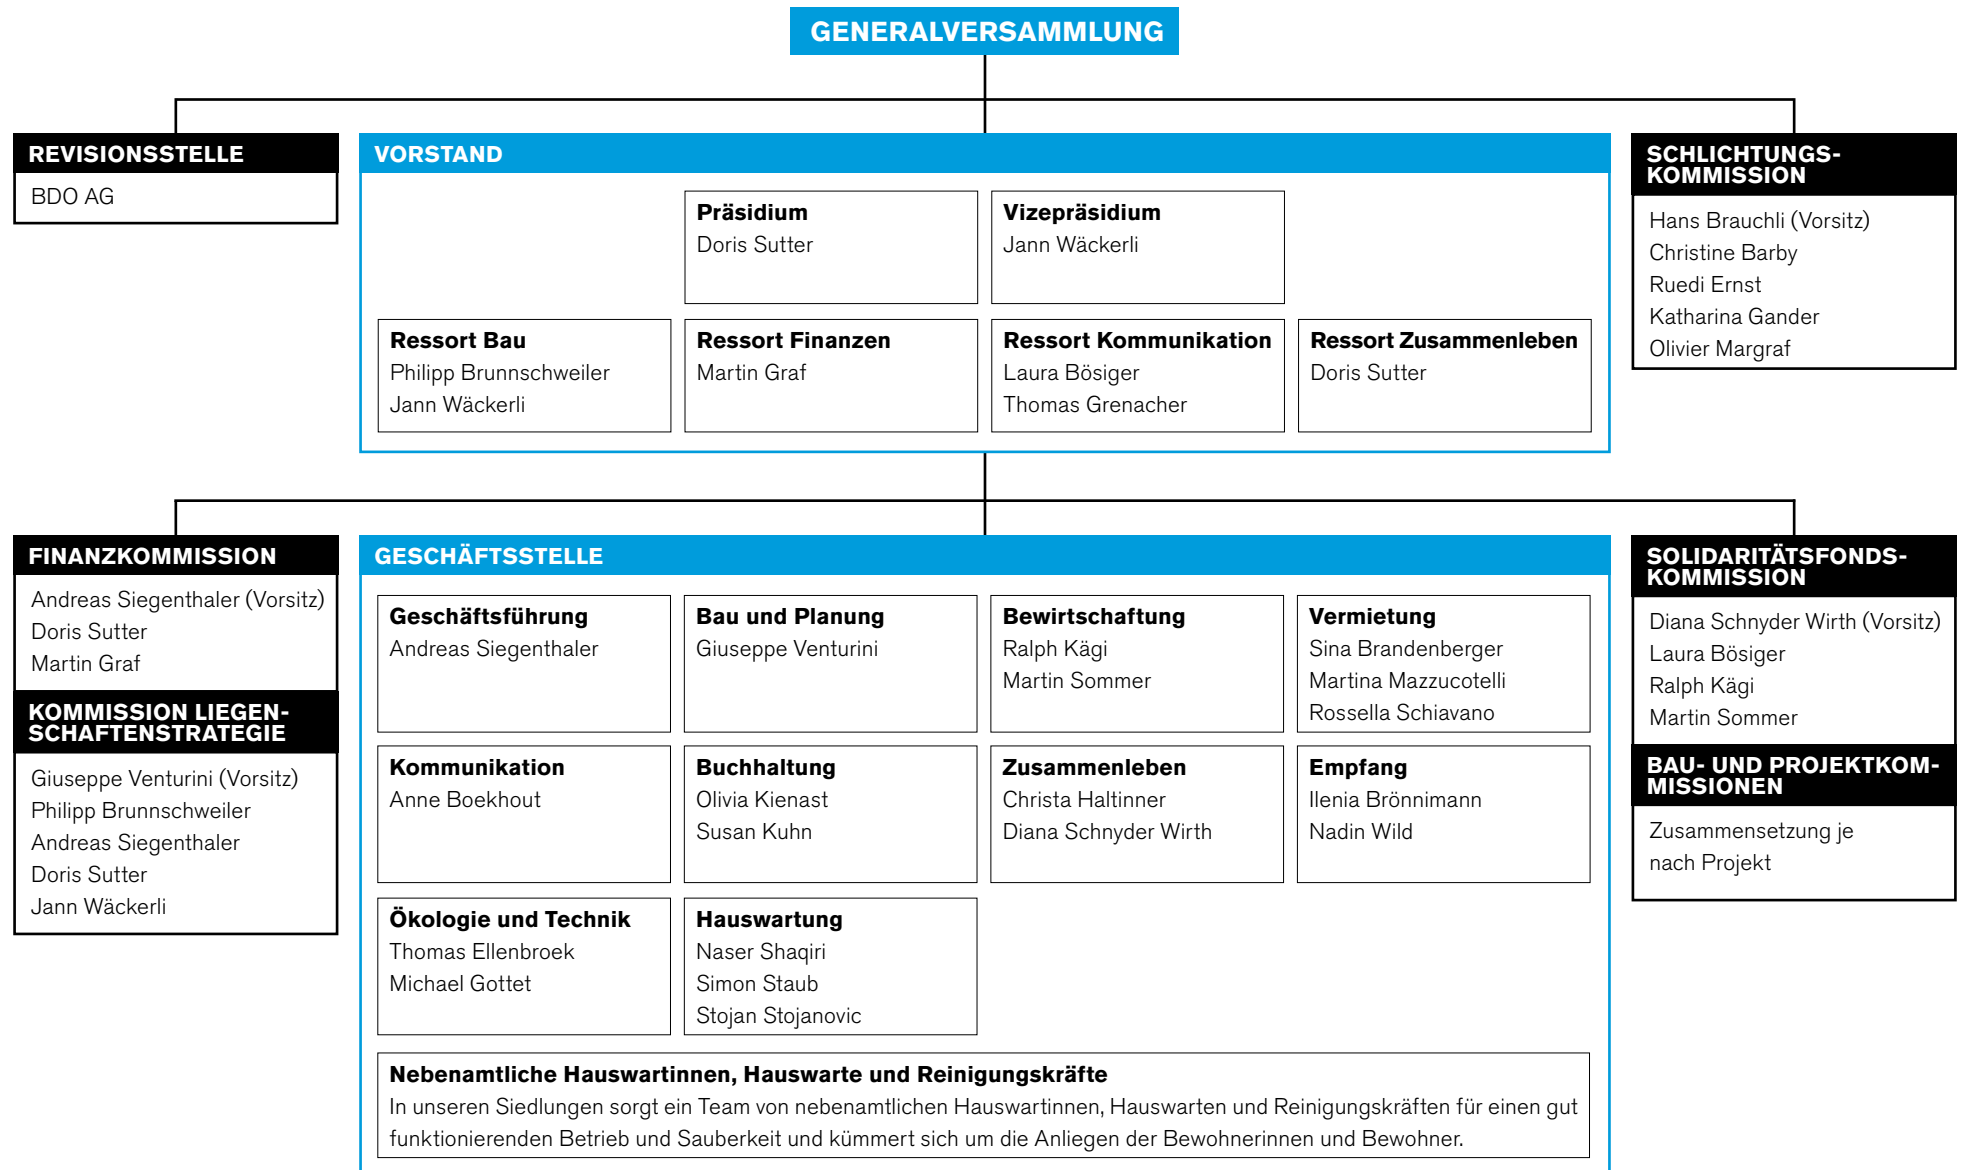 GENERALVERSAMMLUNG
REVISIONSSTELLE
BDO AG
VORSTAND
Präsidium
Doris Sutter
Vizepräsidium
Jann Wäckerli
Ressort Bau
Philipp Brunnschweiler
Jann Wäckerli
Ressort Finanzen
Martin Graf
Ressort Kommunikation
Laura Bösiger
Thomas Grenacher
Ressort Zusammenleben
Doris Sutter
SCHLICHTUNGS-
KOMMISSION
Hans Brauchli (Vorsitz)
Christine Barby
Ruedi Ernst
Katharina Gander
Olivier Margraf
FINANZKOMMISSION
Andreas Siegenthaler (Vorsitz)
Doris Sutter
Martin Graf
KOMMISSION LIEGEN-
SCHAFTENSTRATEGIE
Giuseppe Venturini (Vorsitz)
Philipp Brunnschweiler
Andreas Siegenthaler
Doris Sutter
Jann Wäckerli
GESCHÄFTSSTELLE
Geschäftsführung
Andreas Siegenthaler
Bau und Planung
Giuseppe Venturini
Bewirtschaftung
Ralph Kägi
Martin Sommer
Vermietung
Sina Brandenberger
Martina Mazzucotelli
Rossella Schiavano
Kommunikation
Anne Boekhout
Buchhaltung
Olivia Kienast
Susan Kuhn
Zusammenleben
Christa Haltinner
Diana Schnyder Wirth
Empfang
Ilenia Brönnimann
Nadin Wild
Ökologie und Technik
Thomas Ellenbroek
Michael Gottet
Hauswartung
Naser Shaqiri
Simon Staub
Stojan Stojanovic
Nebenamtliche Hauswartinnen, Hauswarte und Reinigungskräfte
In unseren Siedlungen sorgt ein Team von nebenamtlichen Hauswartinnen, Hauswarten und Reinigungskräften für einen gut
funktionierenden Betrieb und Sauberkeit und kümmert sich um die Anliegen der Bewohnerinnen und Bewohner.
SOLIDARITÄTSFONDS-
KOMMISSION
Diana Schnyder Wirth (Vorsitz)
Laura Bösiger
Ralph Kägi
Martin Sommer
BAU- UND PROJEKTKOM-
MISSIONEN
Zusammensetzung je
nach Projekt